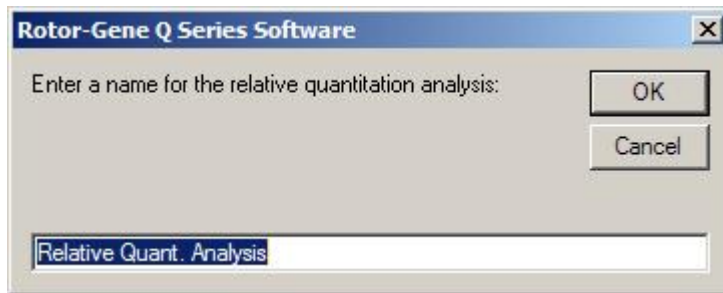 Rotor-Gene Q Series Software
Enter a name for the relative quantitation analysis:
OK
Cancel
Relative Quant. Analysis